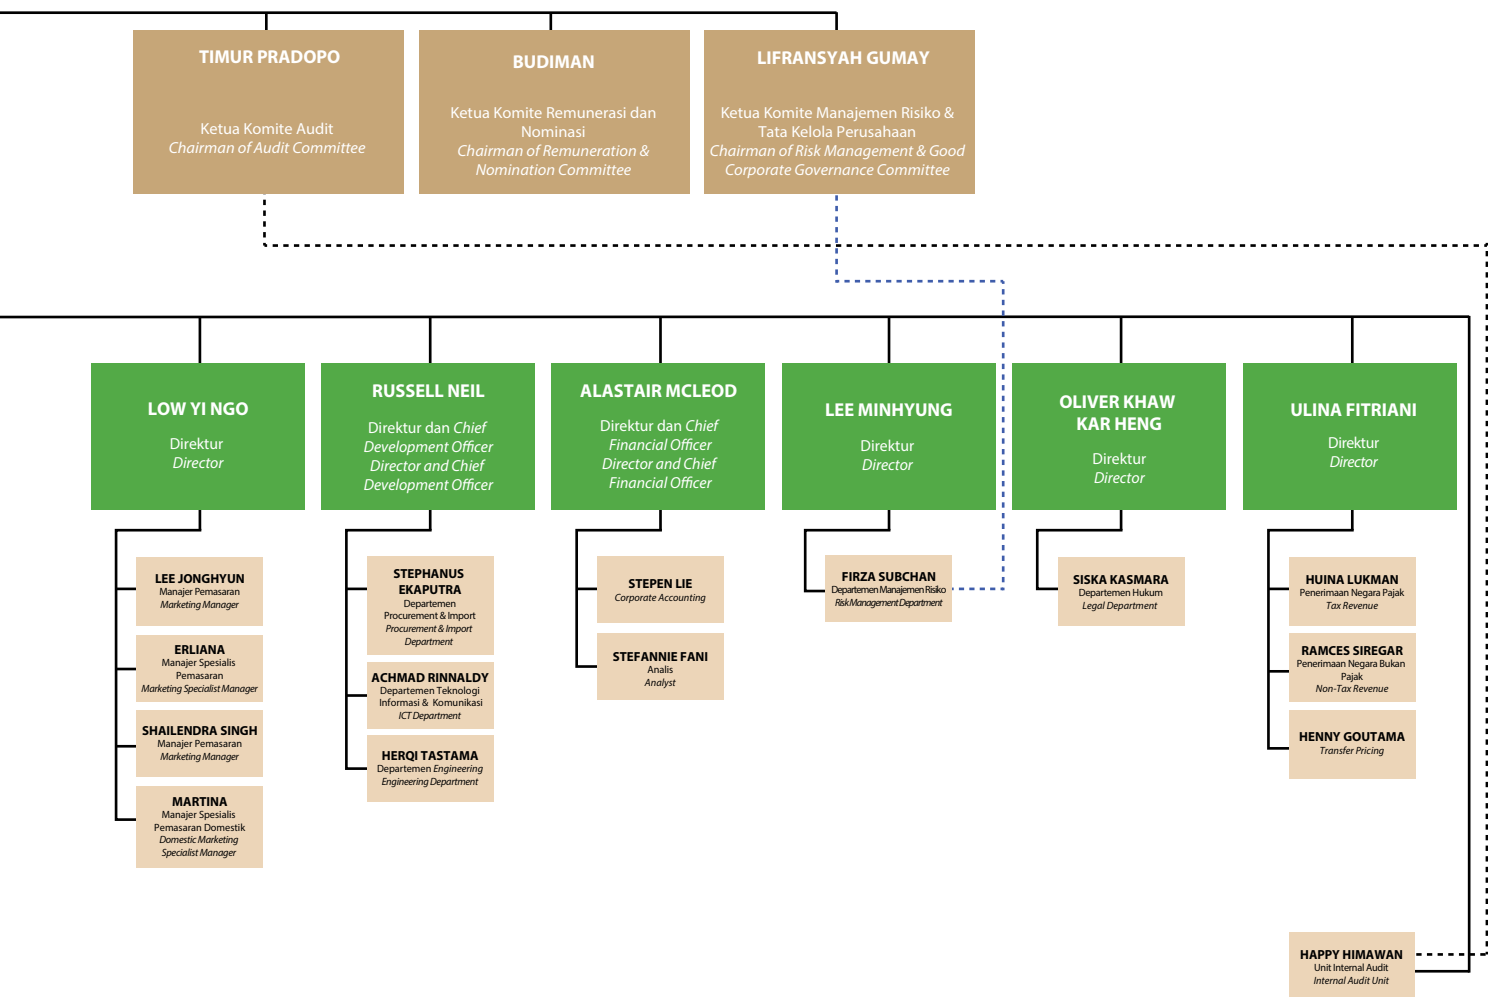 TIMUR PRADOPO
Ketua Komite Audit
Chairman of Audit Committee
BUDIMAN
Ketua Komite Remunerasi dan
Nominasi
Chairman of Remuneration &
Nomination Committee
LIFRANSYAH GUMAY
Ketua Komite Manajemen Risiko &
Tata Kelola Perusahaan
Chairman of Risk Management & Good
Corporate Governance Committee
LOW YI NGO
Direktur
Director
RUSSELL NEIL
Direktur dan Chief
Development Officer
Director and Chief
Development Officer
ALASTAIR MCLEOD
Direktur dan Chief
Financial Officer
Director and Chief
Financial Officer
LEE MINHYUNG
Direktur
Director
OLIVER KHAW
KAR HENG
Direktur
Director
ULINA FITRIANI
Direktur
Director
LEE JONGHYUN
Manajer Pemasaran
Marketing Manager
ERLIANA
Manajer Spesialis
Pemasaran
Marketing Specialist Manager
SHAILENDRA SINGH
Manajer Pemasaran
Marketing Manager
MARTINA
Manajer Spesialis
Pemasaran Domestik
Domestic Marketing
Specialist Manager
STEPHANUS
EKAPUTRA
Departemen
Procurement & Import
Procurement & Import
Department
ACHMAD RINNALDY
Departemen Teknologi
Informasi & Komunikasi
ICT Department
HERQI TASTAMA
Departemen Engineering
Engineering Department
STEPEN LIE
Corporate Accounting
STEFANNIE FANI
Analis
Analyst
FIRZA SUBCHAN
Departemen Manajemen Risiko
Risk Management Department
SISKA KASMARA
Departemen Hukum
Legal Department
HUINA LUKMAN
Penerimaan Negara Pajak
Tax Revenue
RAMCES SIREGAR
Penerimaan Negara Bukan
Pajak
Non-Tax Revenue
HENNY GOUTAMA
Transfer Pricing
HAPPY HIMAWAN
Unit Internal Audit
Internal Audit Unit